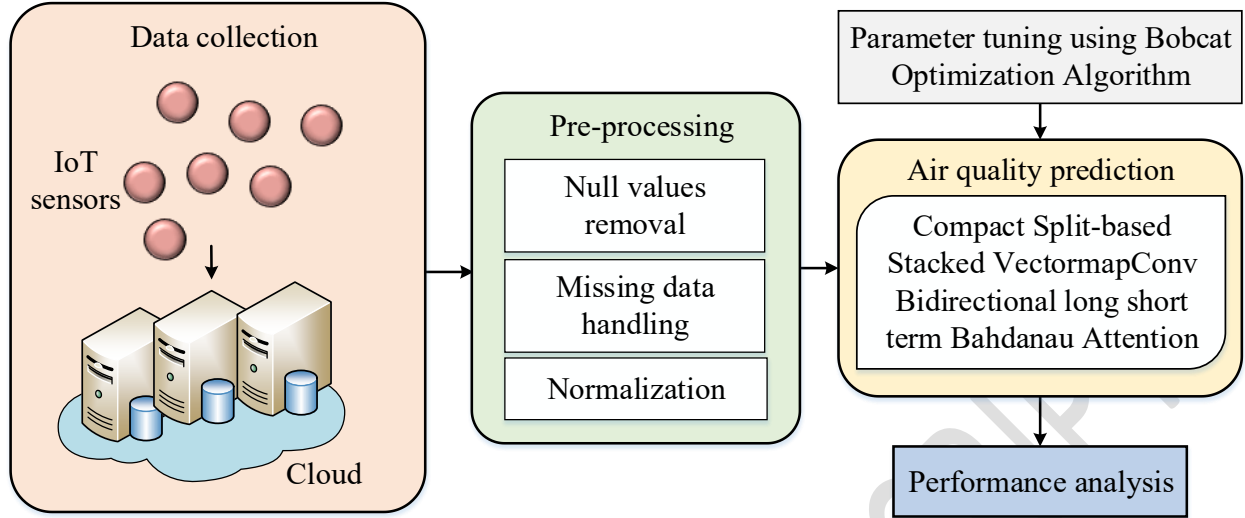 Data collection
IoT
sensors
Cloud
Pre-processing
Null values
removal
Missing data
handling
Normalization
Parameter tuning using Bobcat
Optimization Algorithm
Air quality prediction
Compact Split-based
Stacked VectormapConv
Bidirectional long short
term Bahdanau Attention
Performance analysis